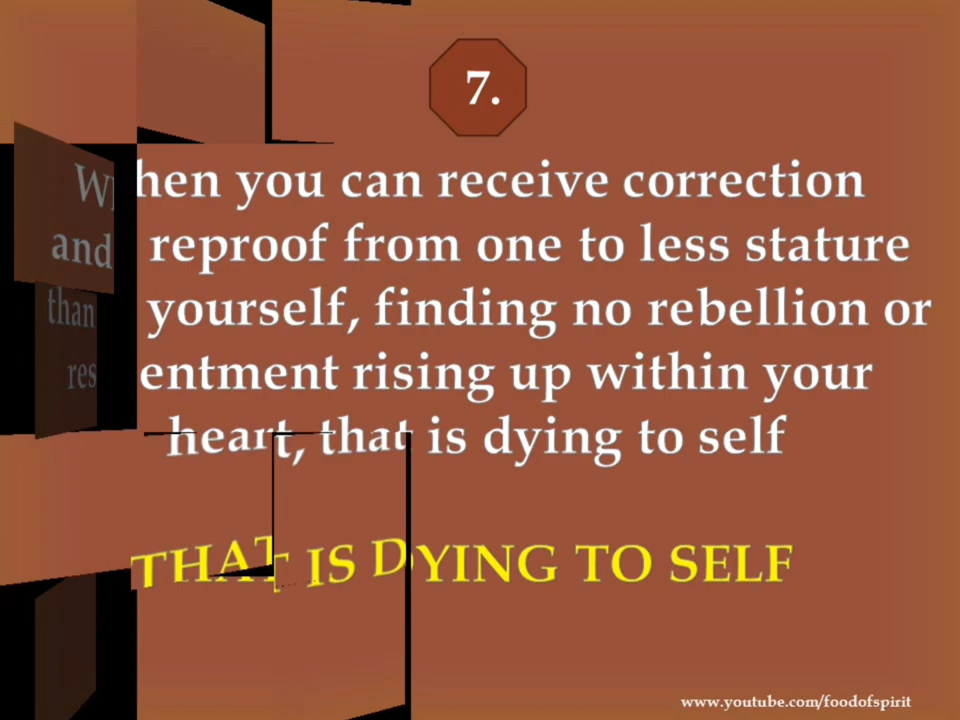 7.
When you can receive correction
and reproof from one to less stature
than yourself, finding no rebellion or
resentment rising up within your
heart, that is dying to self
THAT IS DYING TO SELF
www.youtube.com/foodofspirit